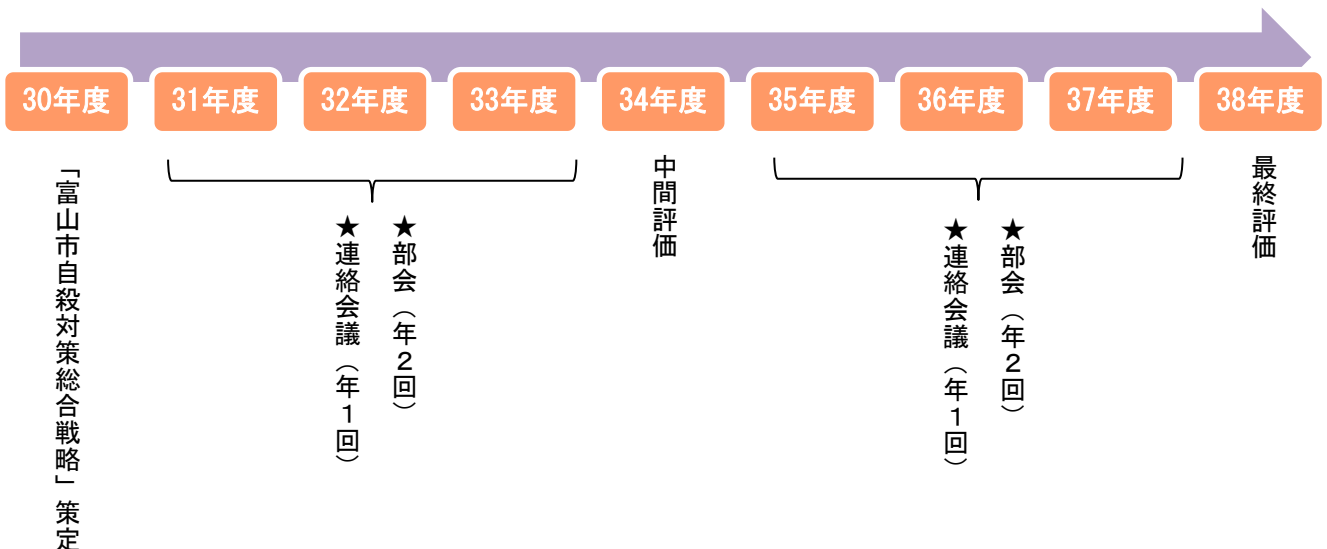 30年度
31年度
32年度
33年度
34年度
35年度
36年度
37年度
38年度
「富山市自殺対策総合戦略」策定
★部会（年２回）
★連絡会議（年１回）
中間評価
★部会（年２回）
★連絡会議（年１回）
最終評価